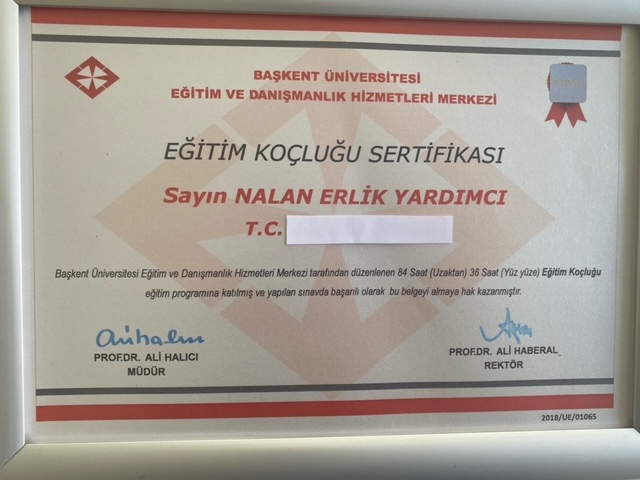 BAŞKENT ÜNİVERSİTESİ
EĞİTİM VE DANIŞMANLIK HİZMETLERİ MERKEZİ
EĞİTİM KOÇLUĞU SERTİFİKASI
Sayın NALAN ERLİK YARDIMCI
T.C.
Başkent Üniversitesi Eğitim ve Danışmanlık Hizmetleri Merkezi tarafından düzenlenen 84 Saat (Uzaktan) 36 Saat (Yüz yüze) Eğitim Koçluğu
eğitim programına katılmış ve yapılan sınavda başarılı olarak bu belgeyi almaya hak kazanmıştır.
PROF.DR. ALİ HALICI
MÜDÜR
PROF.DR. ALİ HABERAL
REKTÖR
2018/UE/01065